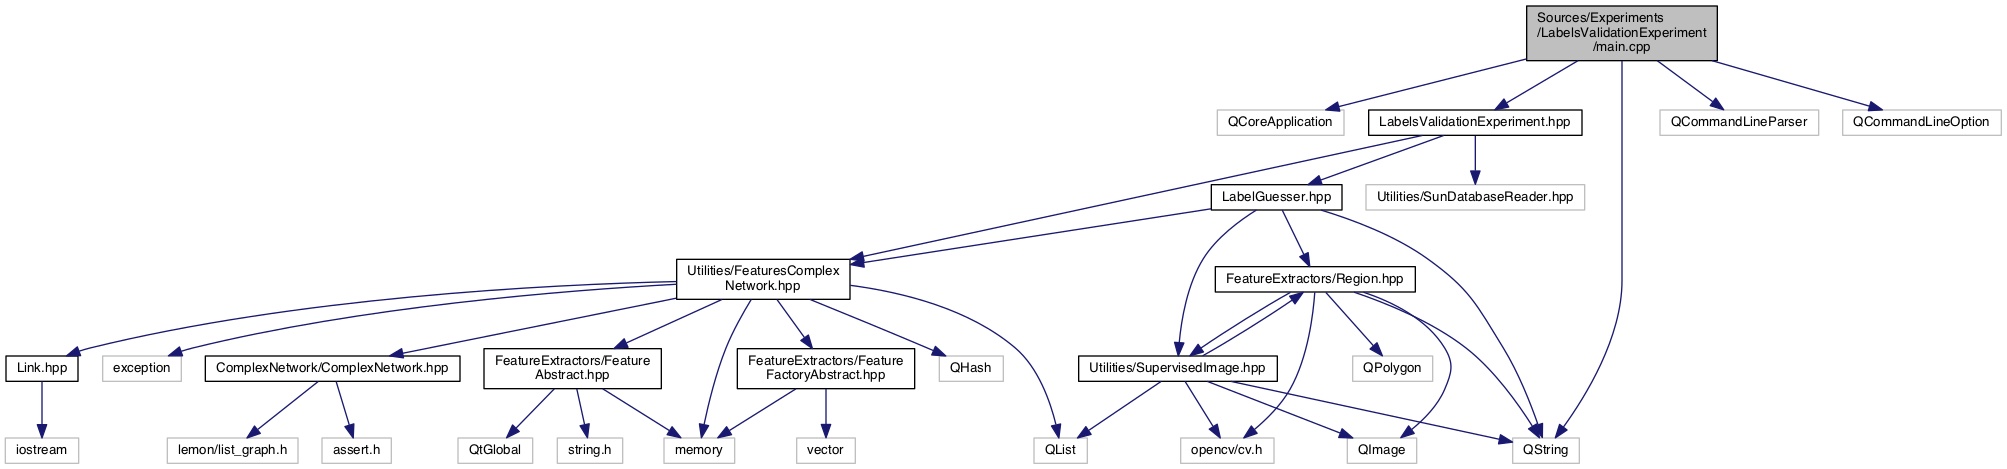 Sources/Experiments
/LabelsValidationExperiment
/main.cpp
QCoreApplication
LabelsValidationExperiment.hpp
QCommandLineParser
QCommandLineOption
LabelGuesser.hpp
Utilities/SunDatabaseReader.hpp
Utilities/FeaturesComplex
Network.hpp
FeatureExtractors/Region.hpp
Link.hpp
exception
ComplexNetwork/ComplexNetwork.hpp
FeatureExtractors/Feature
Abstract.hpp
FeatureExtractors/Feature
FactoryAbstract.hpp
QHash
Utilities/SupervisedImage.hpp
QPolygon
iostream
lemon/list_graph.h
assert.h
QtGlobal
string.h
memory
vector
QList
opencv/cv.h
QImage
QString